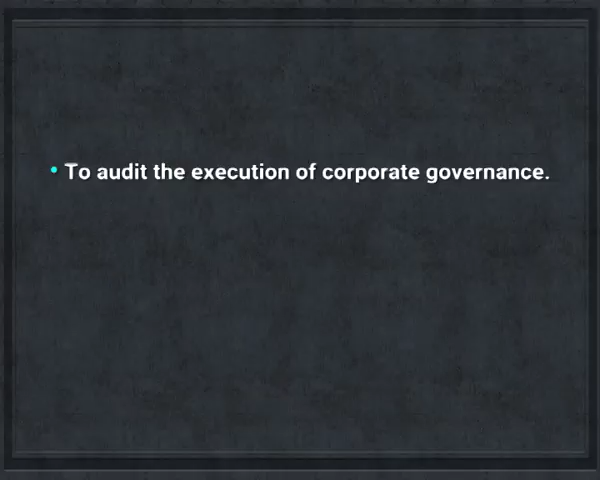 • To audit the execution of corporate governance.